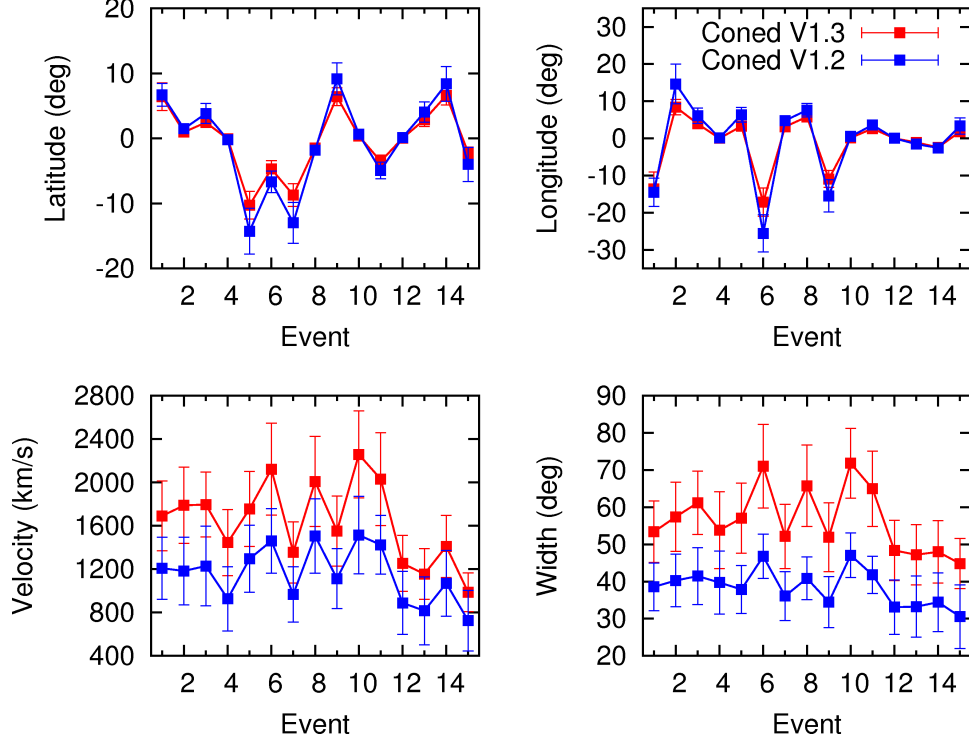 20
10
0
-10
-20
Latitude (deg)
2 4 6 8 10 12 14
Event
30
20
10
0
-10
-20
-30
Longitude (deg)
Coned V1.3
Coned V1.2
2 4 6 8 10 12 14
Event
2800
2400
2000
1600
1200
800
400
Velocity (km/s)
2 4 6 8 10 12 14
Event
90
80
70
60
50
40
30
20
Width (deg)
2 4 6 8 10 12 14
Event